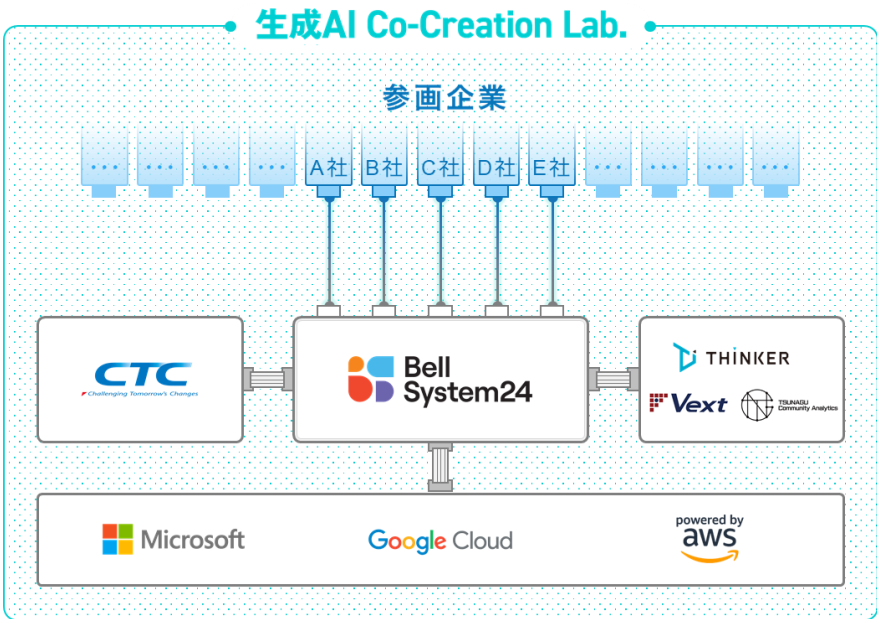 生成AI Co-Creation Lab.
参画企業
... ... ... ... A社 B社 C社 D社 E社 ... ... ... ...
CTC
Challenging Tomorrow's Changes
Bell
System24
THINKER
Vext
TSUNAGU
Community Analytics
Microsoft
Google Cloud
powered by
aws